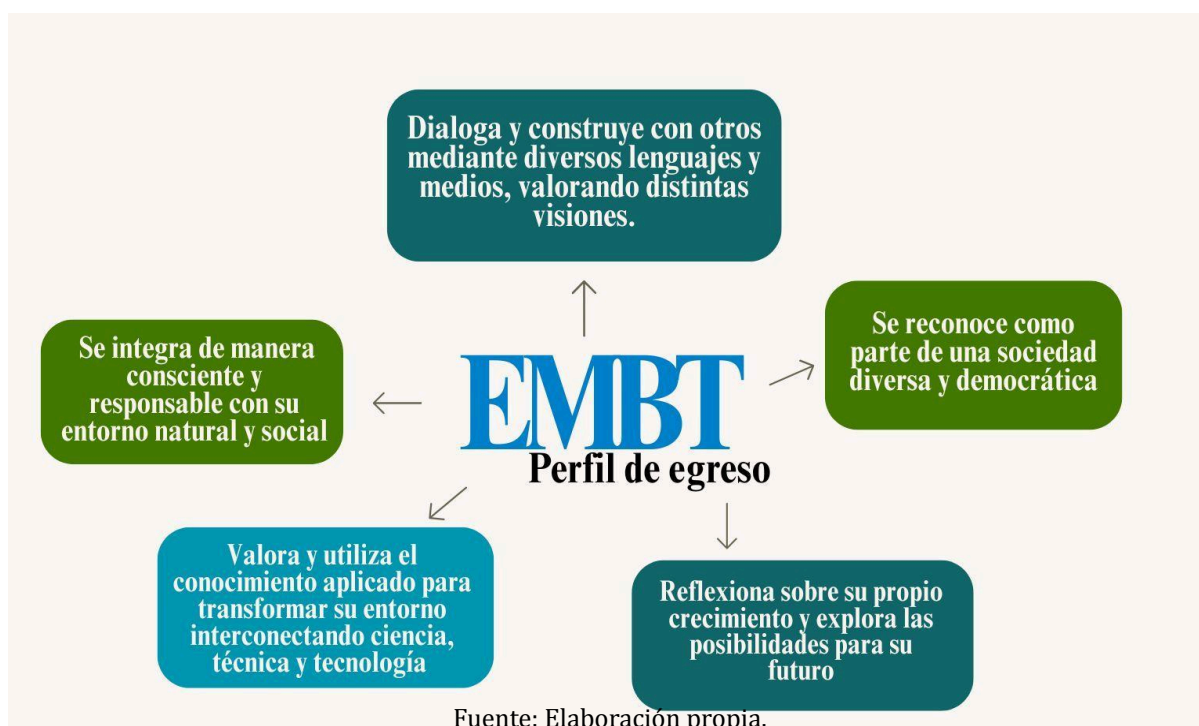 Dialoga y construye con otros
mediante diversos lenguajes y
medios, valorando distintas
visiones.
Se reconoce como
parte de una sociedad
diversa y democrática
Se integra de manera
consciente y
responsable con su
entorno natural y social
EMBT
Perfil de egreso
Valora y utiliza el
conocimiento aplicado para
transformar su entorno
interconectando ciencia,
técnica y tecnología
Reflexiona sobre su propio
crecimiento y explora las
posibilidades para su
futuro
Fuente: Elaboración propia.